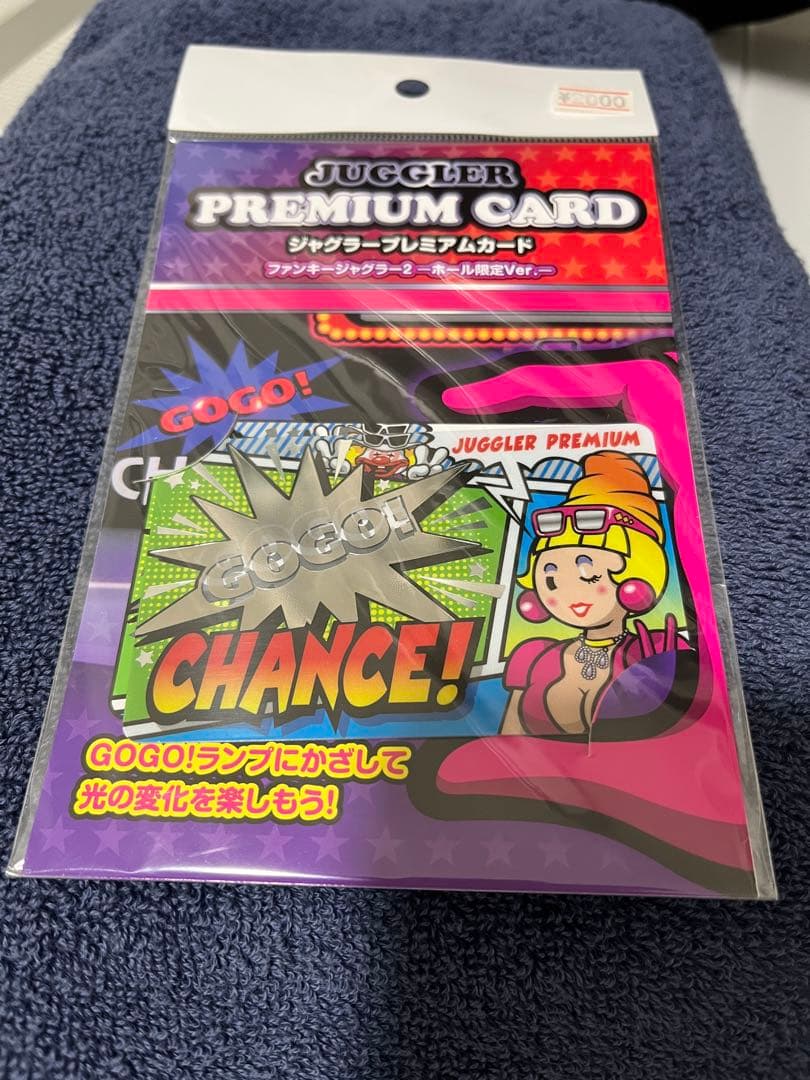 ¥2000
JUGGLER
PREMIUM CARD
ジャグラープレミアムカード
ファンキージャグラー2 ーホール限定Ver.ー
GOGO!
CH
JUGGLER PREMIUM
GOGO!
CHANCE!
GOGO!ランプにかざして
光の変化を楽しもう!